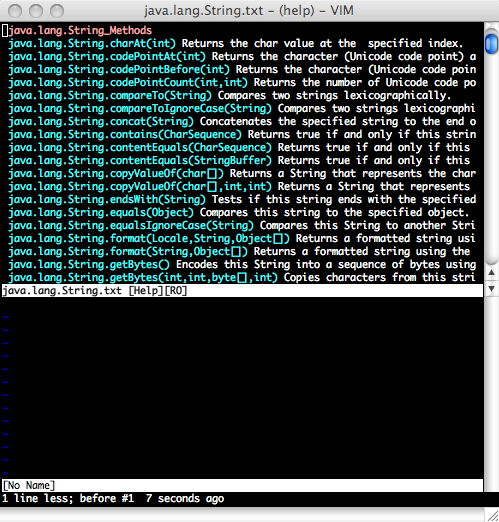 java.lang.String.txt – (help) – VIM
java.lang.String_Methods
java.lang.String.charAt(int) Returns the char value at the  specified index.
java.lang.String.codePointAt(int) Returns the character (Unicode code point) a
java.lang.String.codePointBefore(int) Returns the character (Unicode code poin
java.lang.String.codePointCount(int,int) Returns the number of Unicode code po
java.lang.String.compareTo(String) Compares two strings lexicographically.
java.lang.String.compareToIgnoreCase(String) Compares two strings lexicographi
java.lang.String.concat(String) Concatenates the specified string to the end o
java.lang.String.contains(CharSequence) Returns true if and only if this strin
java.lang.String.contentEquals(CharSequence) Returns true if and only if this
java.lang.String.contentEquals(StringBuffer) Returns true if and only if this
java.lang.String.copyValueOf(char[]) Returns a String that represents the char
java.lang.String.copyValueOf(char[],int,int) Returns a String that represents
java.lang.String.endsWith(String) Tests if this string ends with the specified
java.lang.String.equals(Object) Compares this string to the specified object.
java.lang.String.equalsIgnoreCase(String) Compares this String to another Stri
java.lang.String.format(Locale,String,Object[]) Returns a formatted string usi
java.lang.String.format(String,Object[]) Returns a formatted string using the
java.lang.String.getBytes() Encodes this String into a sequence of bytes using
java.lang.String.getBytes(int,int,byte[],int) Copies characters from this stri
java.lang.String.txt [Help][RO]
~
~
~
~
~
~
~
~
~
~
~
[No Name]
1 line less; before #1  7 seconds ago